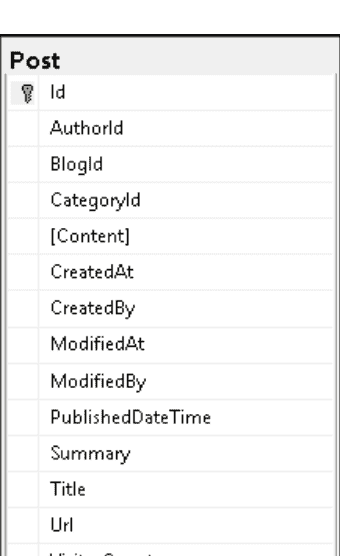 Post
Id
AuthorId
BlogId
CategoryId
[Content]
CreatedAt
CreatedBy
ModifiedAt
ModifiedBy
PublishedDateTime
Summary
Title
Url